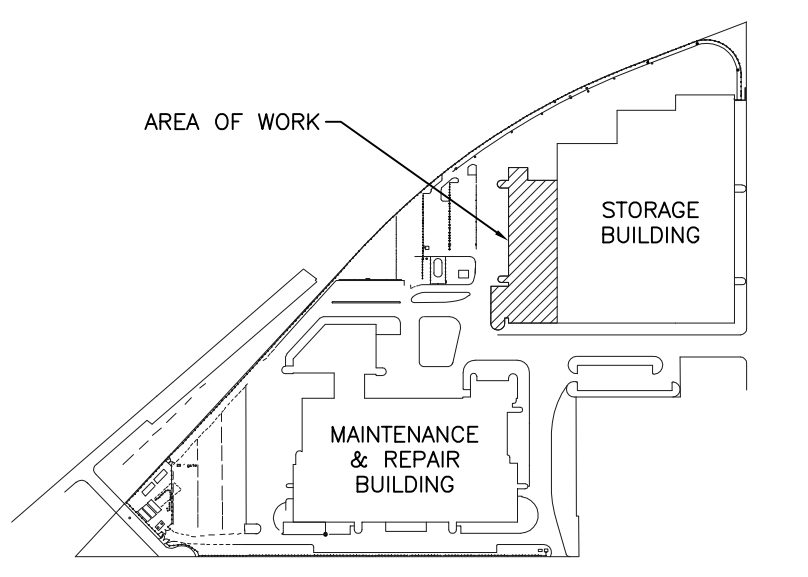 AREA OF WORK
STORAGE
BUILDING
MAINTENANCE
& REPAIR
BUILDING